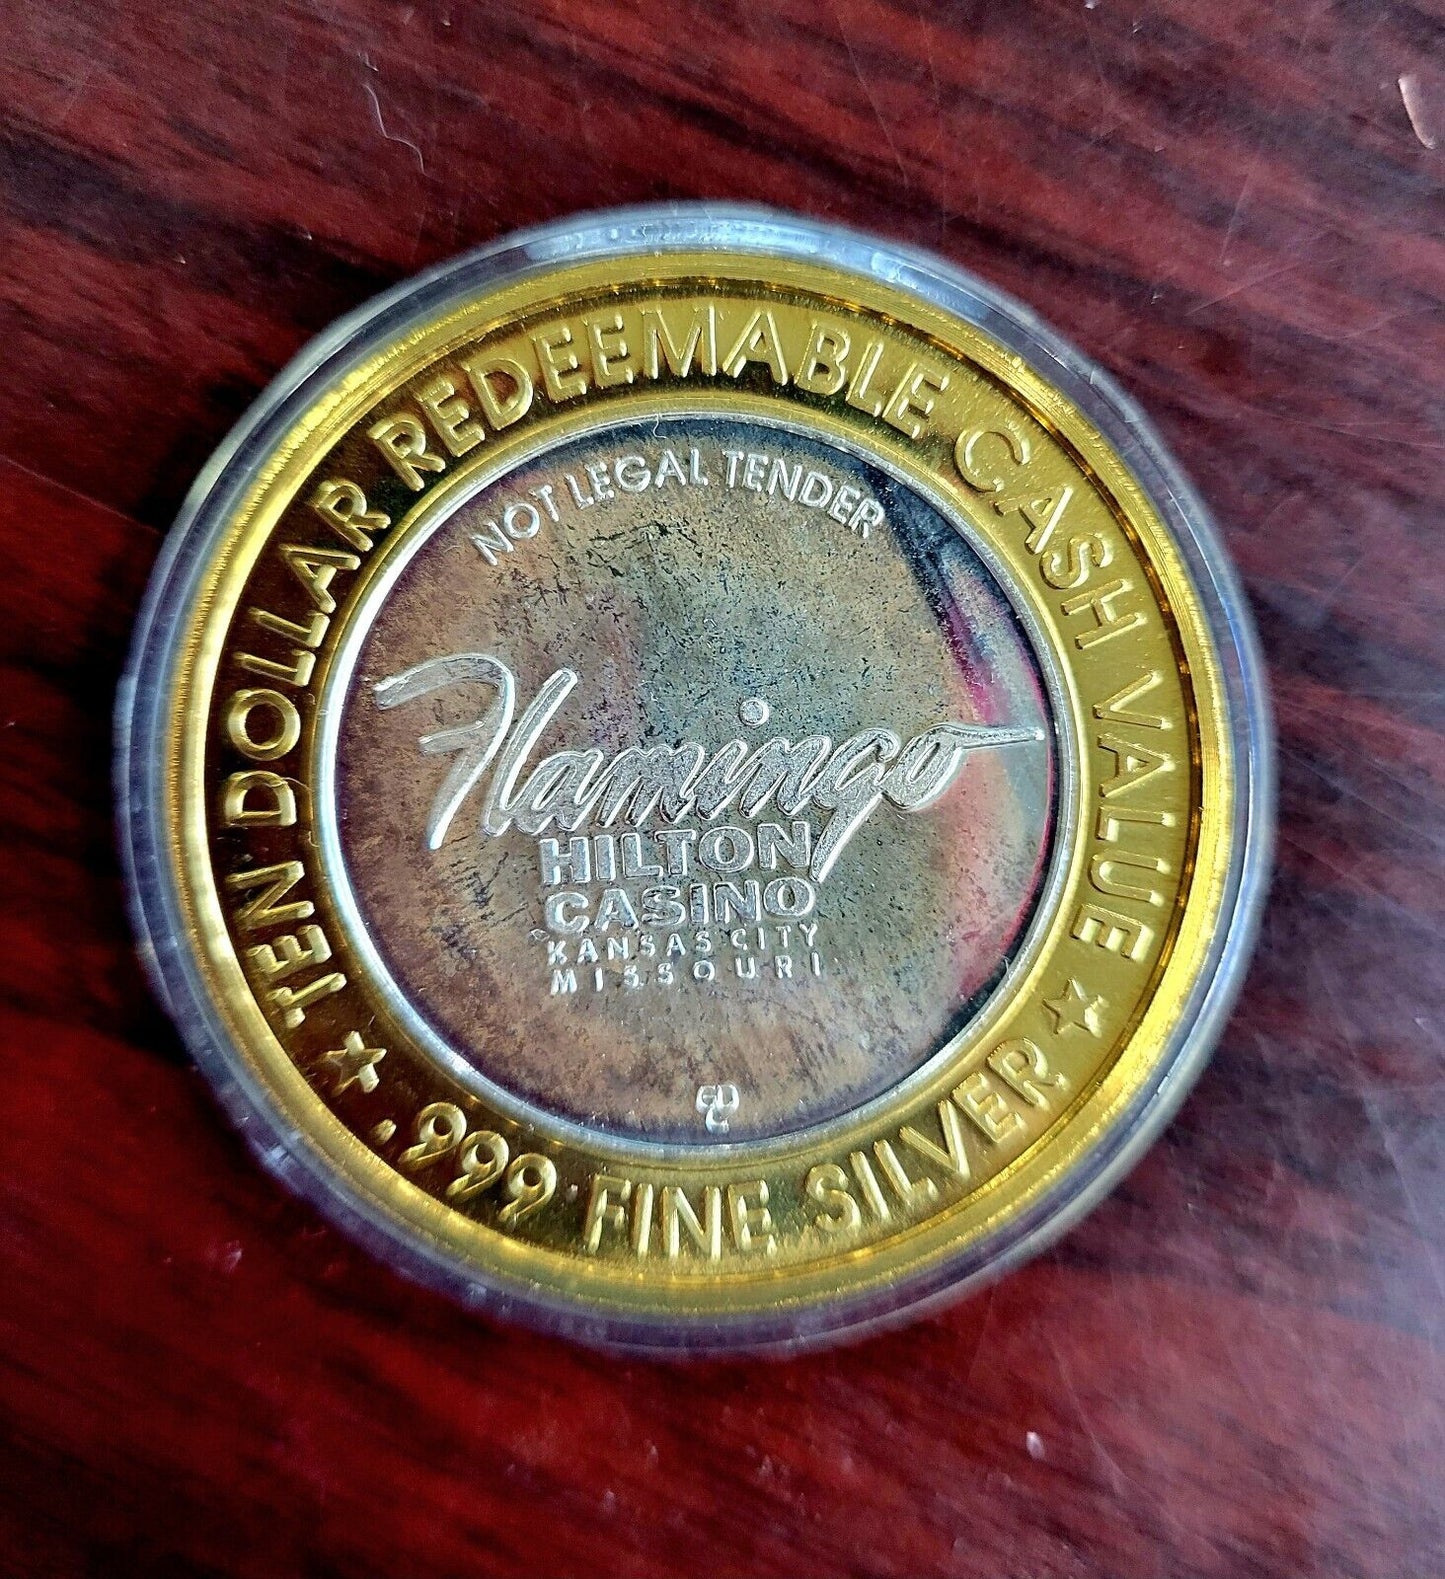 TEN DOLLAR REDEEMABLE CASH VALUE
NOT LEGAL TENDER
Flamingo
HILTON
CASINO
KANSAS CITY
MISSOURI
.999 FINE SILVER